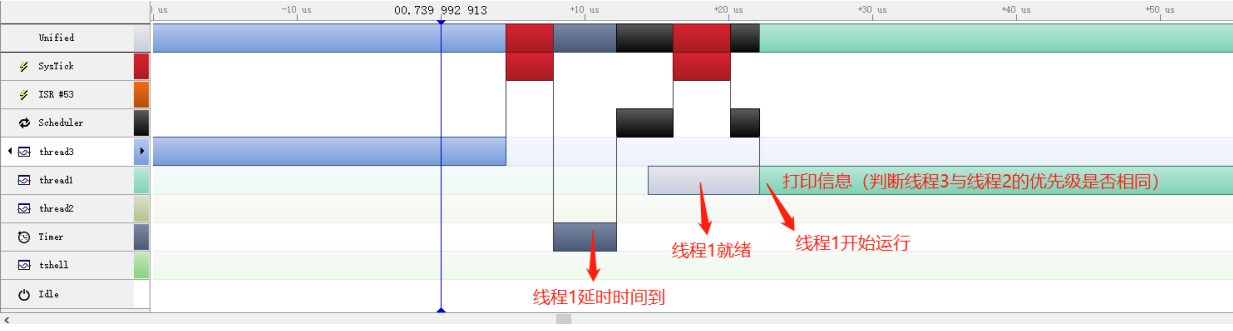 us -10 us 00.739 992 913 +10 us +20 us +30 us +40 us +50 us
Unified
SysTick
ISR #53
Scheduler
thread3
thread1 打印信息（判断线程3与线程2的优先级是否相同）
thread2
Timer 线程1就绪 线程1开始运行
tshell
Idle 线程1延时时间到